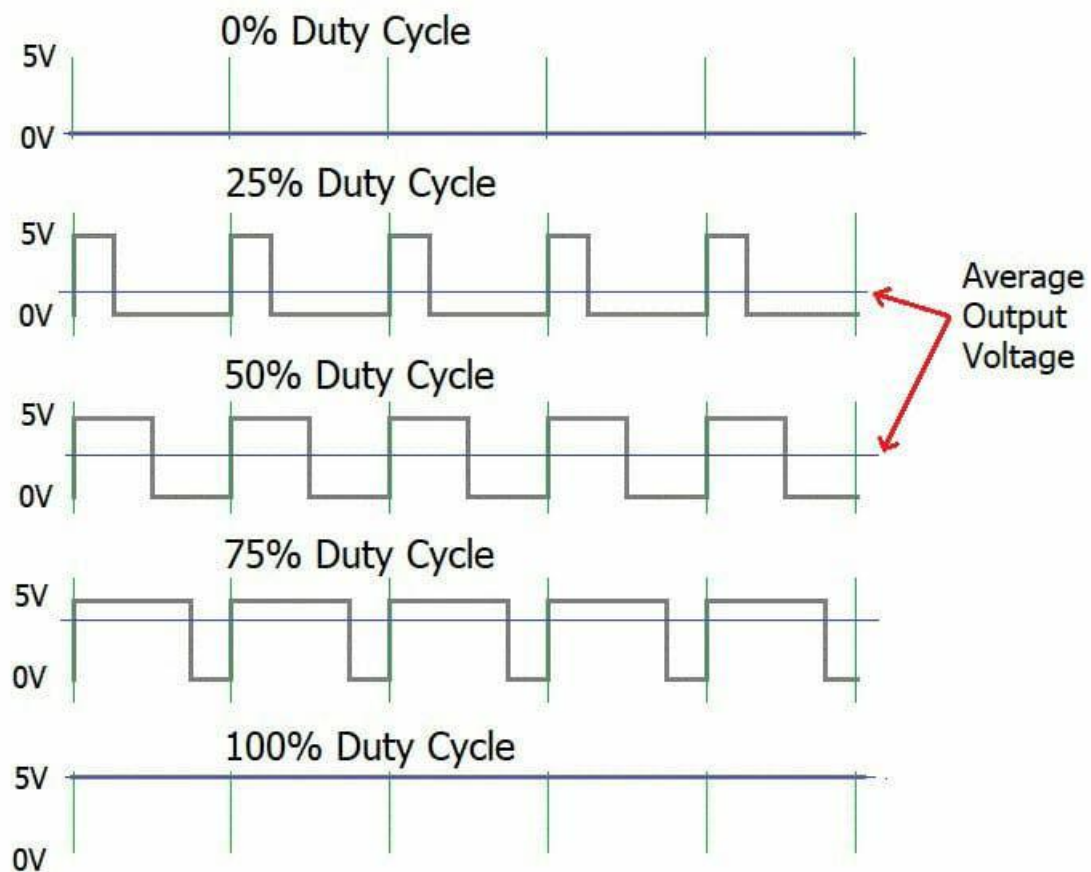 0% Duty Cycle
5V
0V
25% Duty Cycle
5V
0V
Average
Output
Voltage
50% Duty Cycle
5V
0V
75% Duty Cycle
5V
0V
100% Duty Cycle
5V
0V